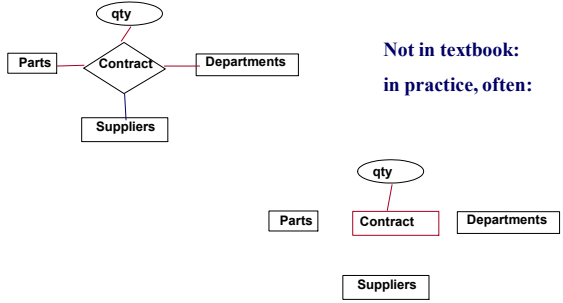 qty
Parts
Contract
Departments
Suppliers
Not in textbook:
in practice, often:
qty
Parts
Contract
Departments
Suppliers